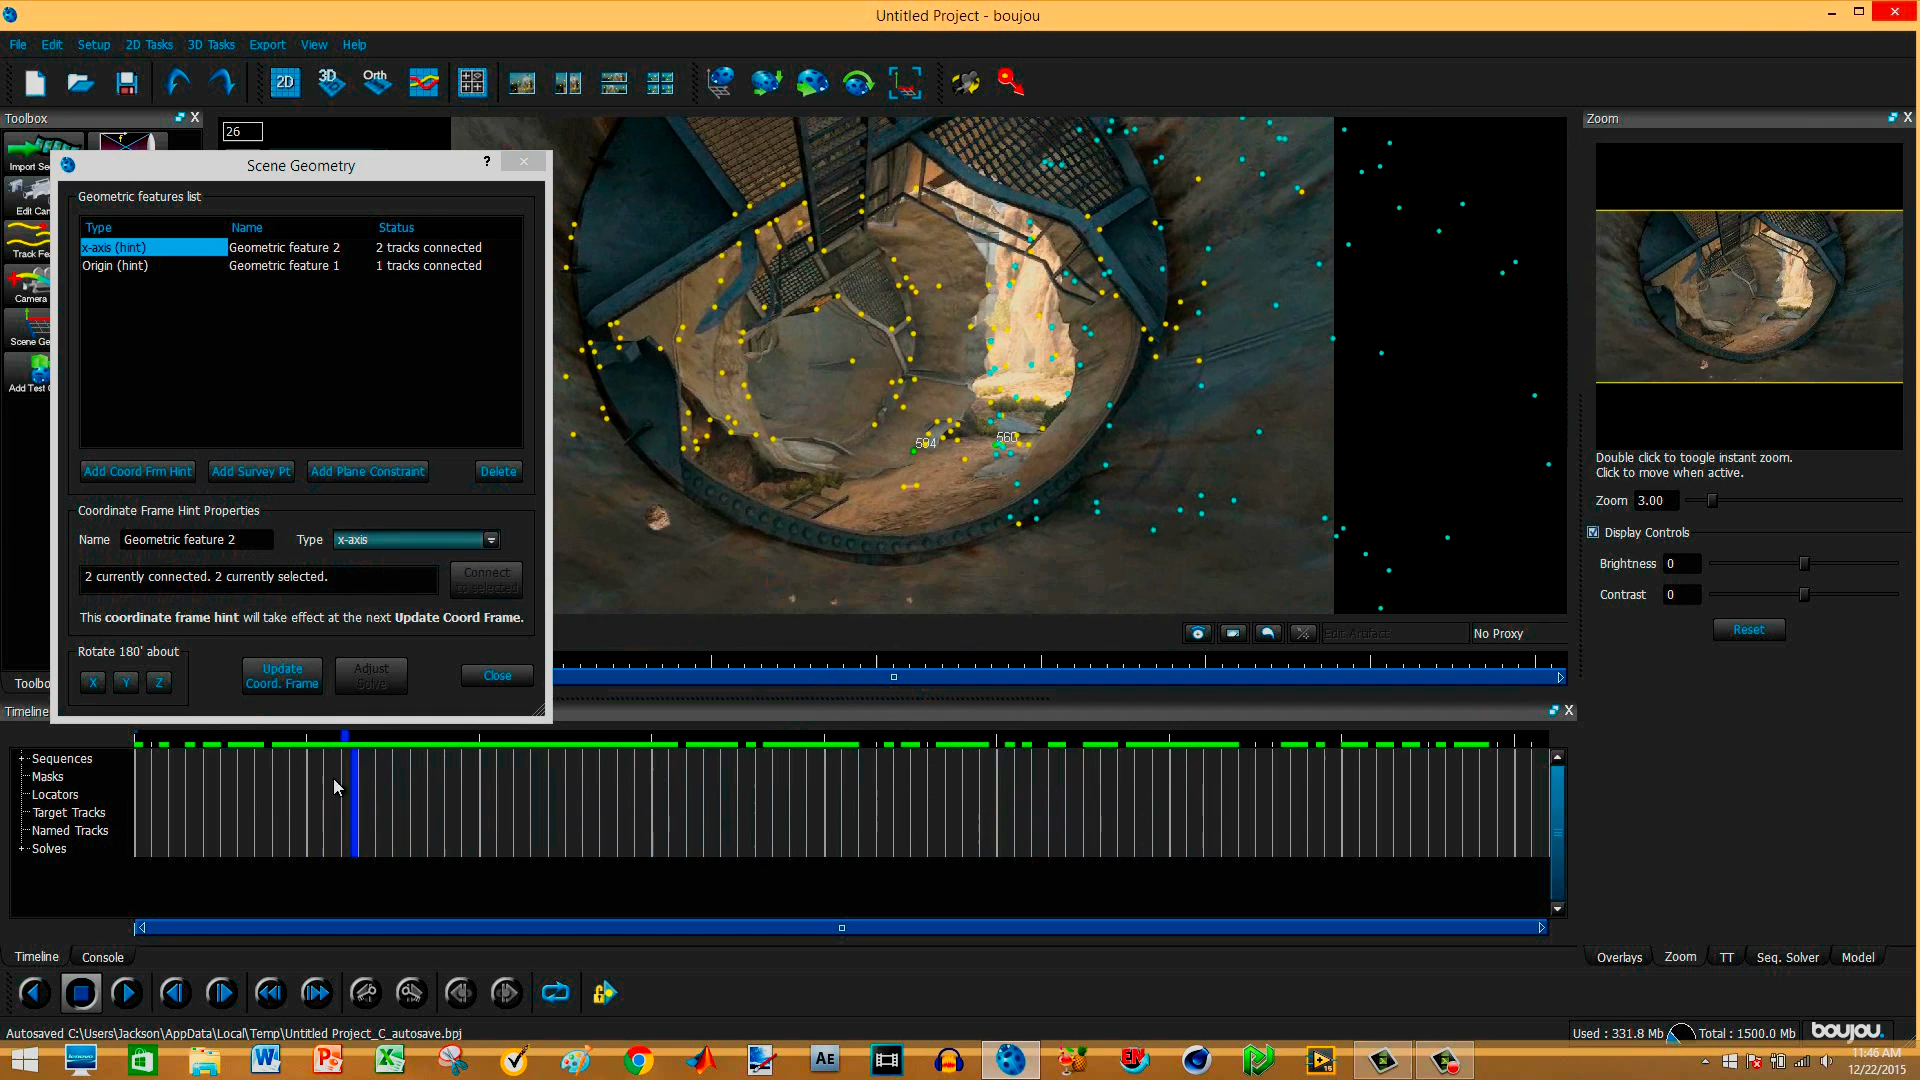 Untitled Project - boujou
File Edit Setup 2D Tasks 3D Tasks Export View Help
2D 3D Orth
Toolbox
26
Import Se
Edit Can
Track Fe
Camera
Scene Ge
Add Test
Toolbo
Scene Geometry
?
Geometric features list
Type Name Status
x-axis (hint) Geometric feature 2 2 tracks connected
Origin (hint) Geometric feature 1 1 tracks connected
Add Coord Frm Hint Add Survey Pt Add Plane Constraint Delete
Coordinate Frame Hint Properties
Name Geometric feature 2 Type x-axis
2 currently connected. 2 currently selected.
Connect to selected
This coordinate frame hint will take effect at the next Update Coord Frame.
Rotate 180' about
X Y Z
Update Coord. Frame
Adjust Solve
Close
594 560
Edit Artefact
No Proxy
Zoom
Double click to toogle instant zoom.
Click to move when active.
Zoom 3.00
Display Controls
Brightness 0
Contrast 0
Reset
Timeline
Sequences
Masks
Locators
Target Tracks
Named Tracks
Solves
Timeline Console
Overlays Zoom TT Seq. Solver Model
Autosaved C:\Users\Jackson\AppData\Local\Temp\Untitled Project_C_autosave.bpj
Used : 331.8 Mb Total : 1500.0 Mb
boujou
lenovo
AE
EN
11:46 AM
12/22/2015